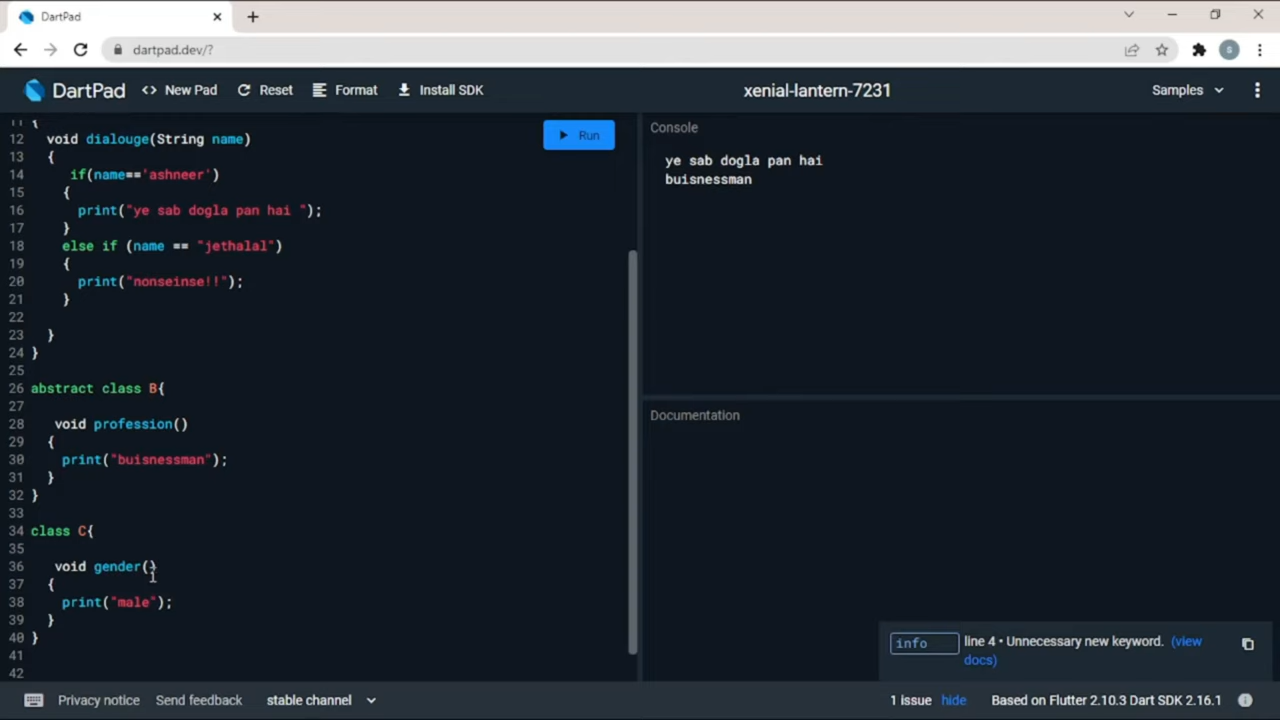 DartPad
dartpad.dev/?
S
DartPad
<> New Pad
Reset
Format
Install SDK
xenial-lantern-7231
Samples
Run
11 {
12 void dialouge(String name)
13 {
14 if(name=='ashneer')
15 {
16 print("ye sab dogla pan hai ");
17 }
18 else if (name == "jethalal")
19 {
20 print("nonseinse!!");
21 }
22
23 }
24 }
25
26 abstract class B{
27
28 void profession()
29 {
30 print("buisnessman");
31 }
32 }
33
34 class C{
35
36 void gender()
37 {
38 print("male");
39 }
40 }
41
42
Console
ye sab dogla pan hai
buisnessman
Documentation
info
line 4 • Unnecessary new keyword. (view
docs)
Privacy notice
Send feedback
stable channel
1 issue hide
Based on Flutter 2.10.3 Dart SDK 2.16.1